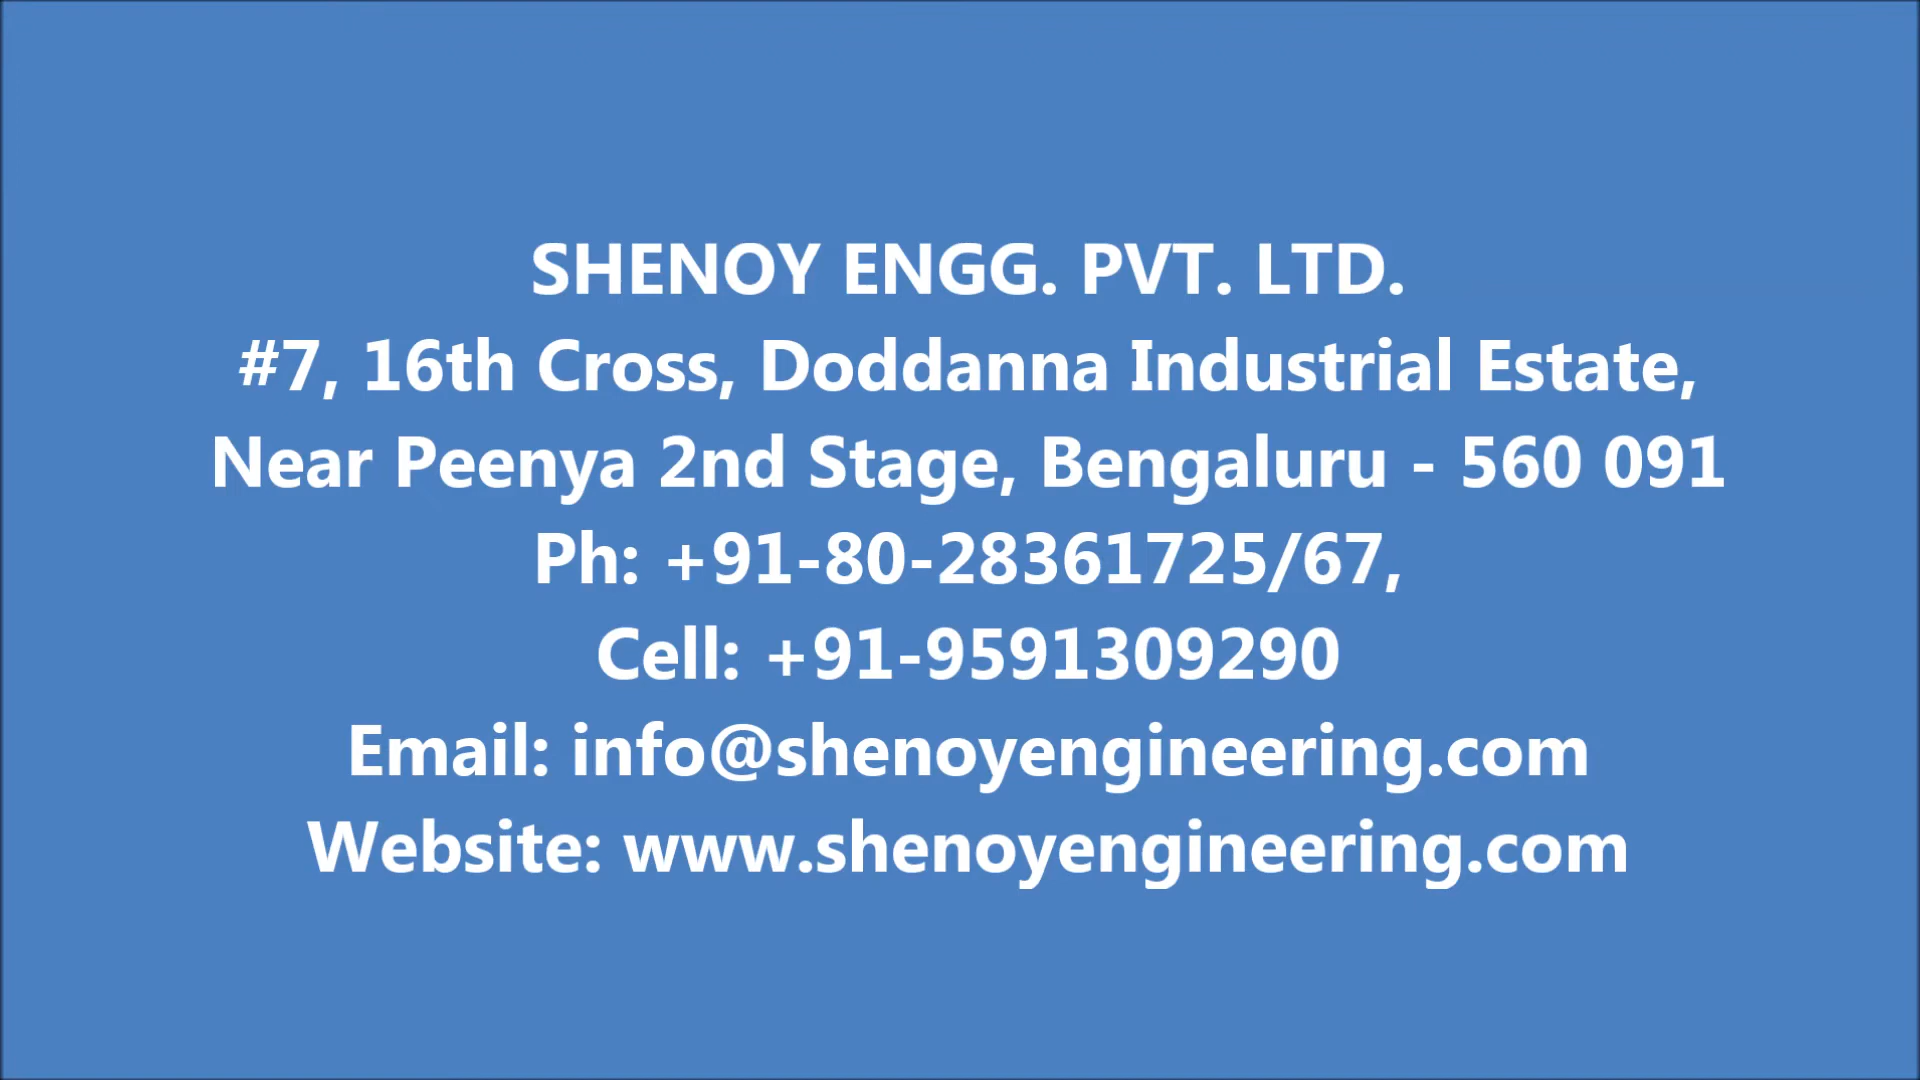 SHENOY ENGG. PVT. LTD.
#7, 16th Cross, Doddanna Industrial Estate,
Near Peenya 2nd Stage, Bengaluru - 560 091
Ph: +91-80-28361725/67,
Cell: +91-9591309290
Email: info@shenoyengineering.com
Website: www.shenoyengineering.com